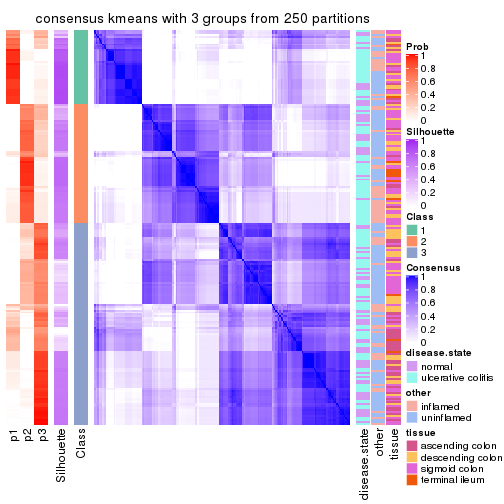 consensus kmeans with 3 groups from 250 partitions
Prob
1
0.8
0.6
0.4
0.2
0
Silhouette
1
0.8
0.6
0.4
0.2
0
Class
1
2
3
Consensus
1
0.8
0.6
0.4
0.2
0
disease.state
normal
ulcerative colitis
other
inflamed
uninflamed
tissue
ascending colon
descending colon
sigmoid colon
terminal ileum
p1
p2
p3
Silhouette
Class
disease.state
other
tissue